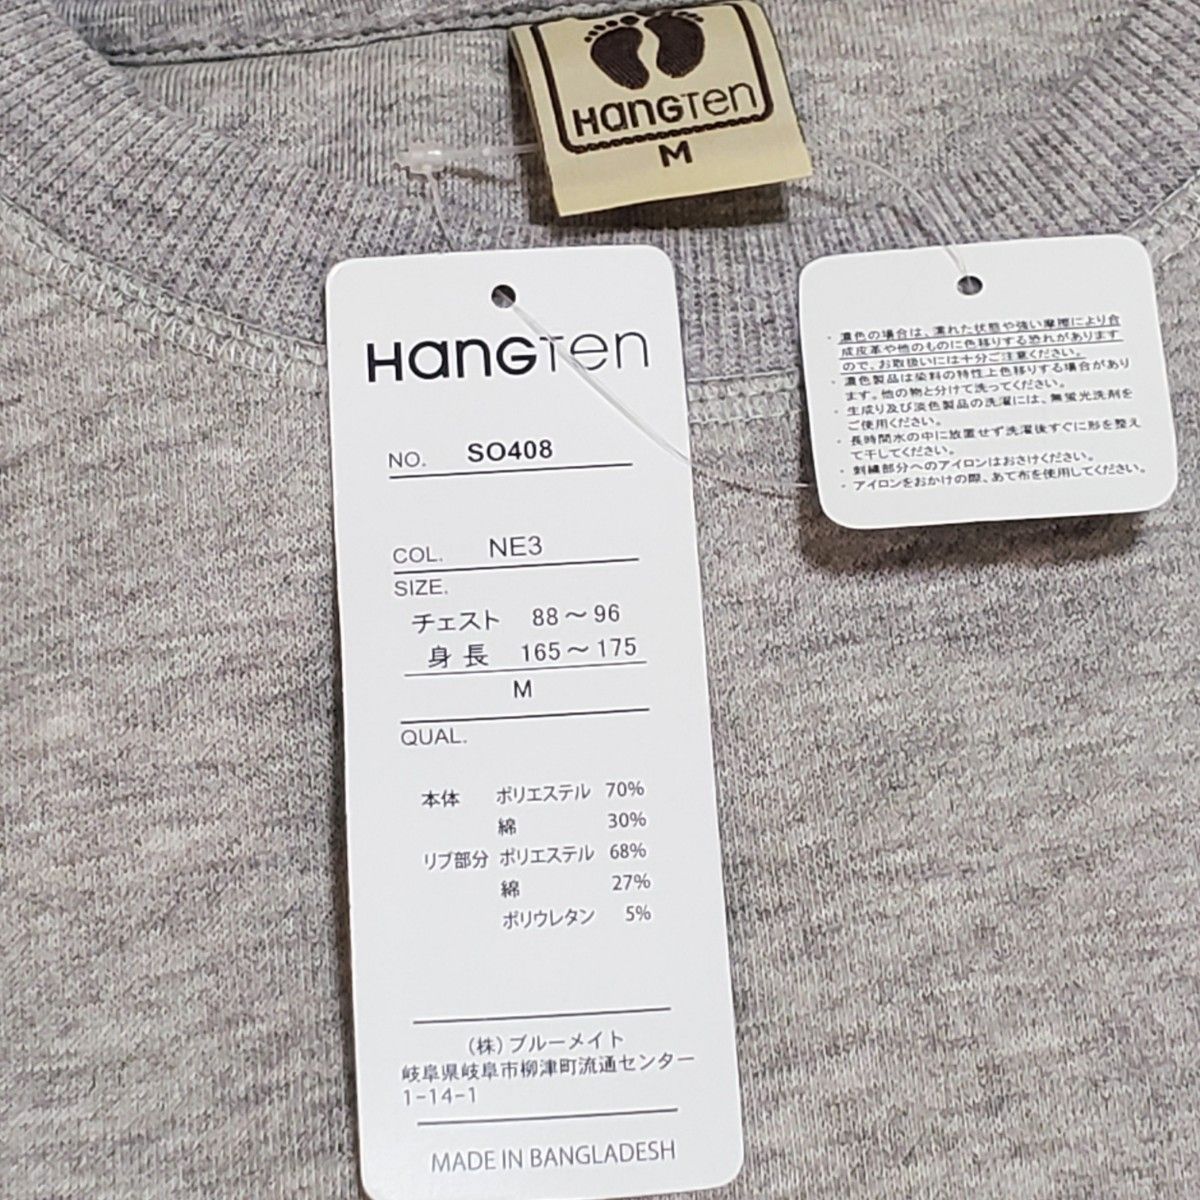 HANGTEN
M
HANGTEN
NO. SO408
COL. NE3
SIZE.
チェスト 88～96
身長 165～175
M
QUAL.
本体 ポリエステル 70%
綿 30%
リブ部分 ポリエステル 68%
綿 27%
ポリウレタン 5%
(株)ブルーメイト
岐阜県岐阜市柳津町流通センター
1-14-1
MADE IN BANGLADESH
・濃色の場合は、濡れた状態や強い摩擦により合
成皮革や他のものに色移りする恐れがあります
ので、お取扱いには十分ご注意ください。
・濃色製品は染料の特性上色移りする場合があり
ます。他の物と分けて洗ってください。
・生成り及び淡色製品の洗濯には、無蛍光洗剤を
ご使用ください。
・長時間水の中に放置せず洗濯後すぐに形を整え
て干してください。
・刺繍部分へのアイロンはおさけください。
・アイロンをおかけの際、あて布を使用してください。